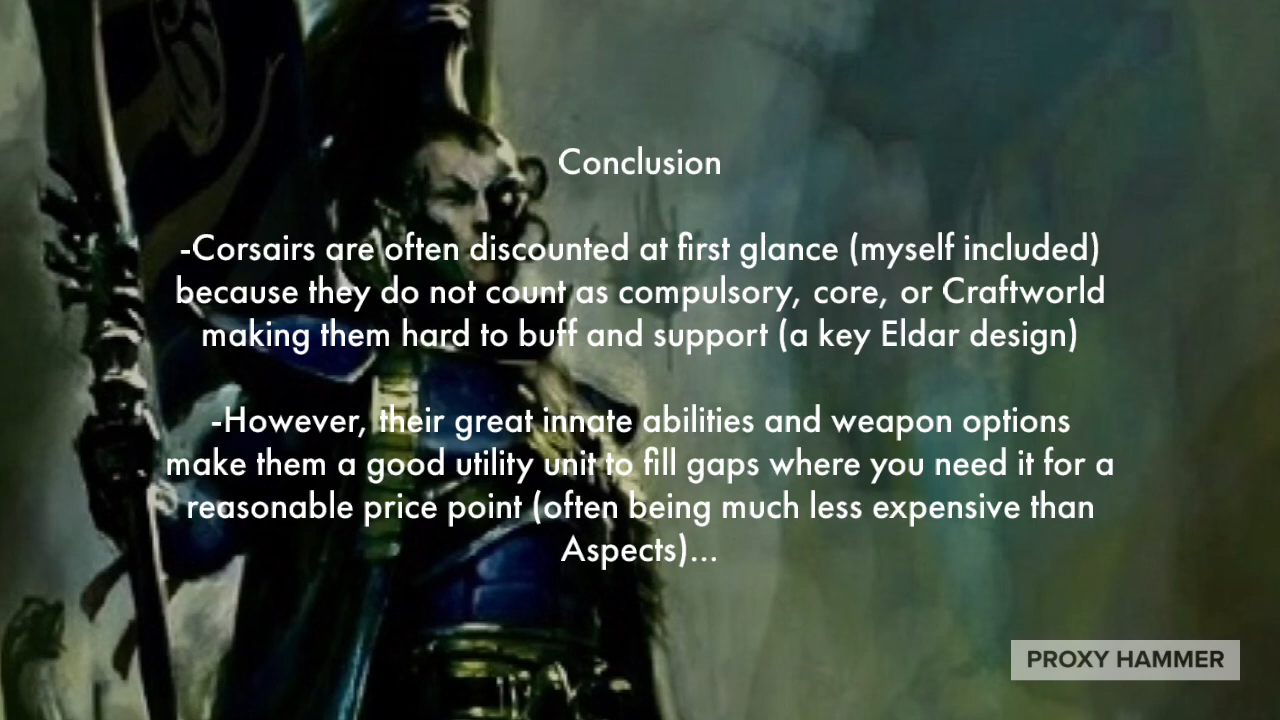 Conclusion
-Corsairs are often discounted at first glance (myself included)
because they do not count as compulsory, core, or Craftworld
making them hard to buff and support (a key Eldar design)
-However, their great innate abilities and weapon options
make them a good utility unit to fill gaps where you need it for a
reasonable price point (often being much less expensive than
Aspects)...
PROXY HAMMER